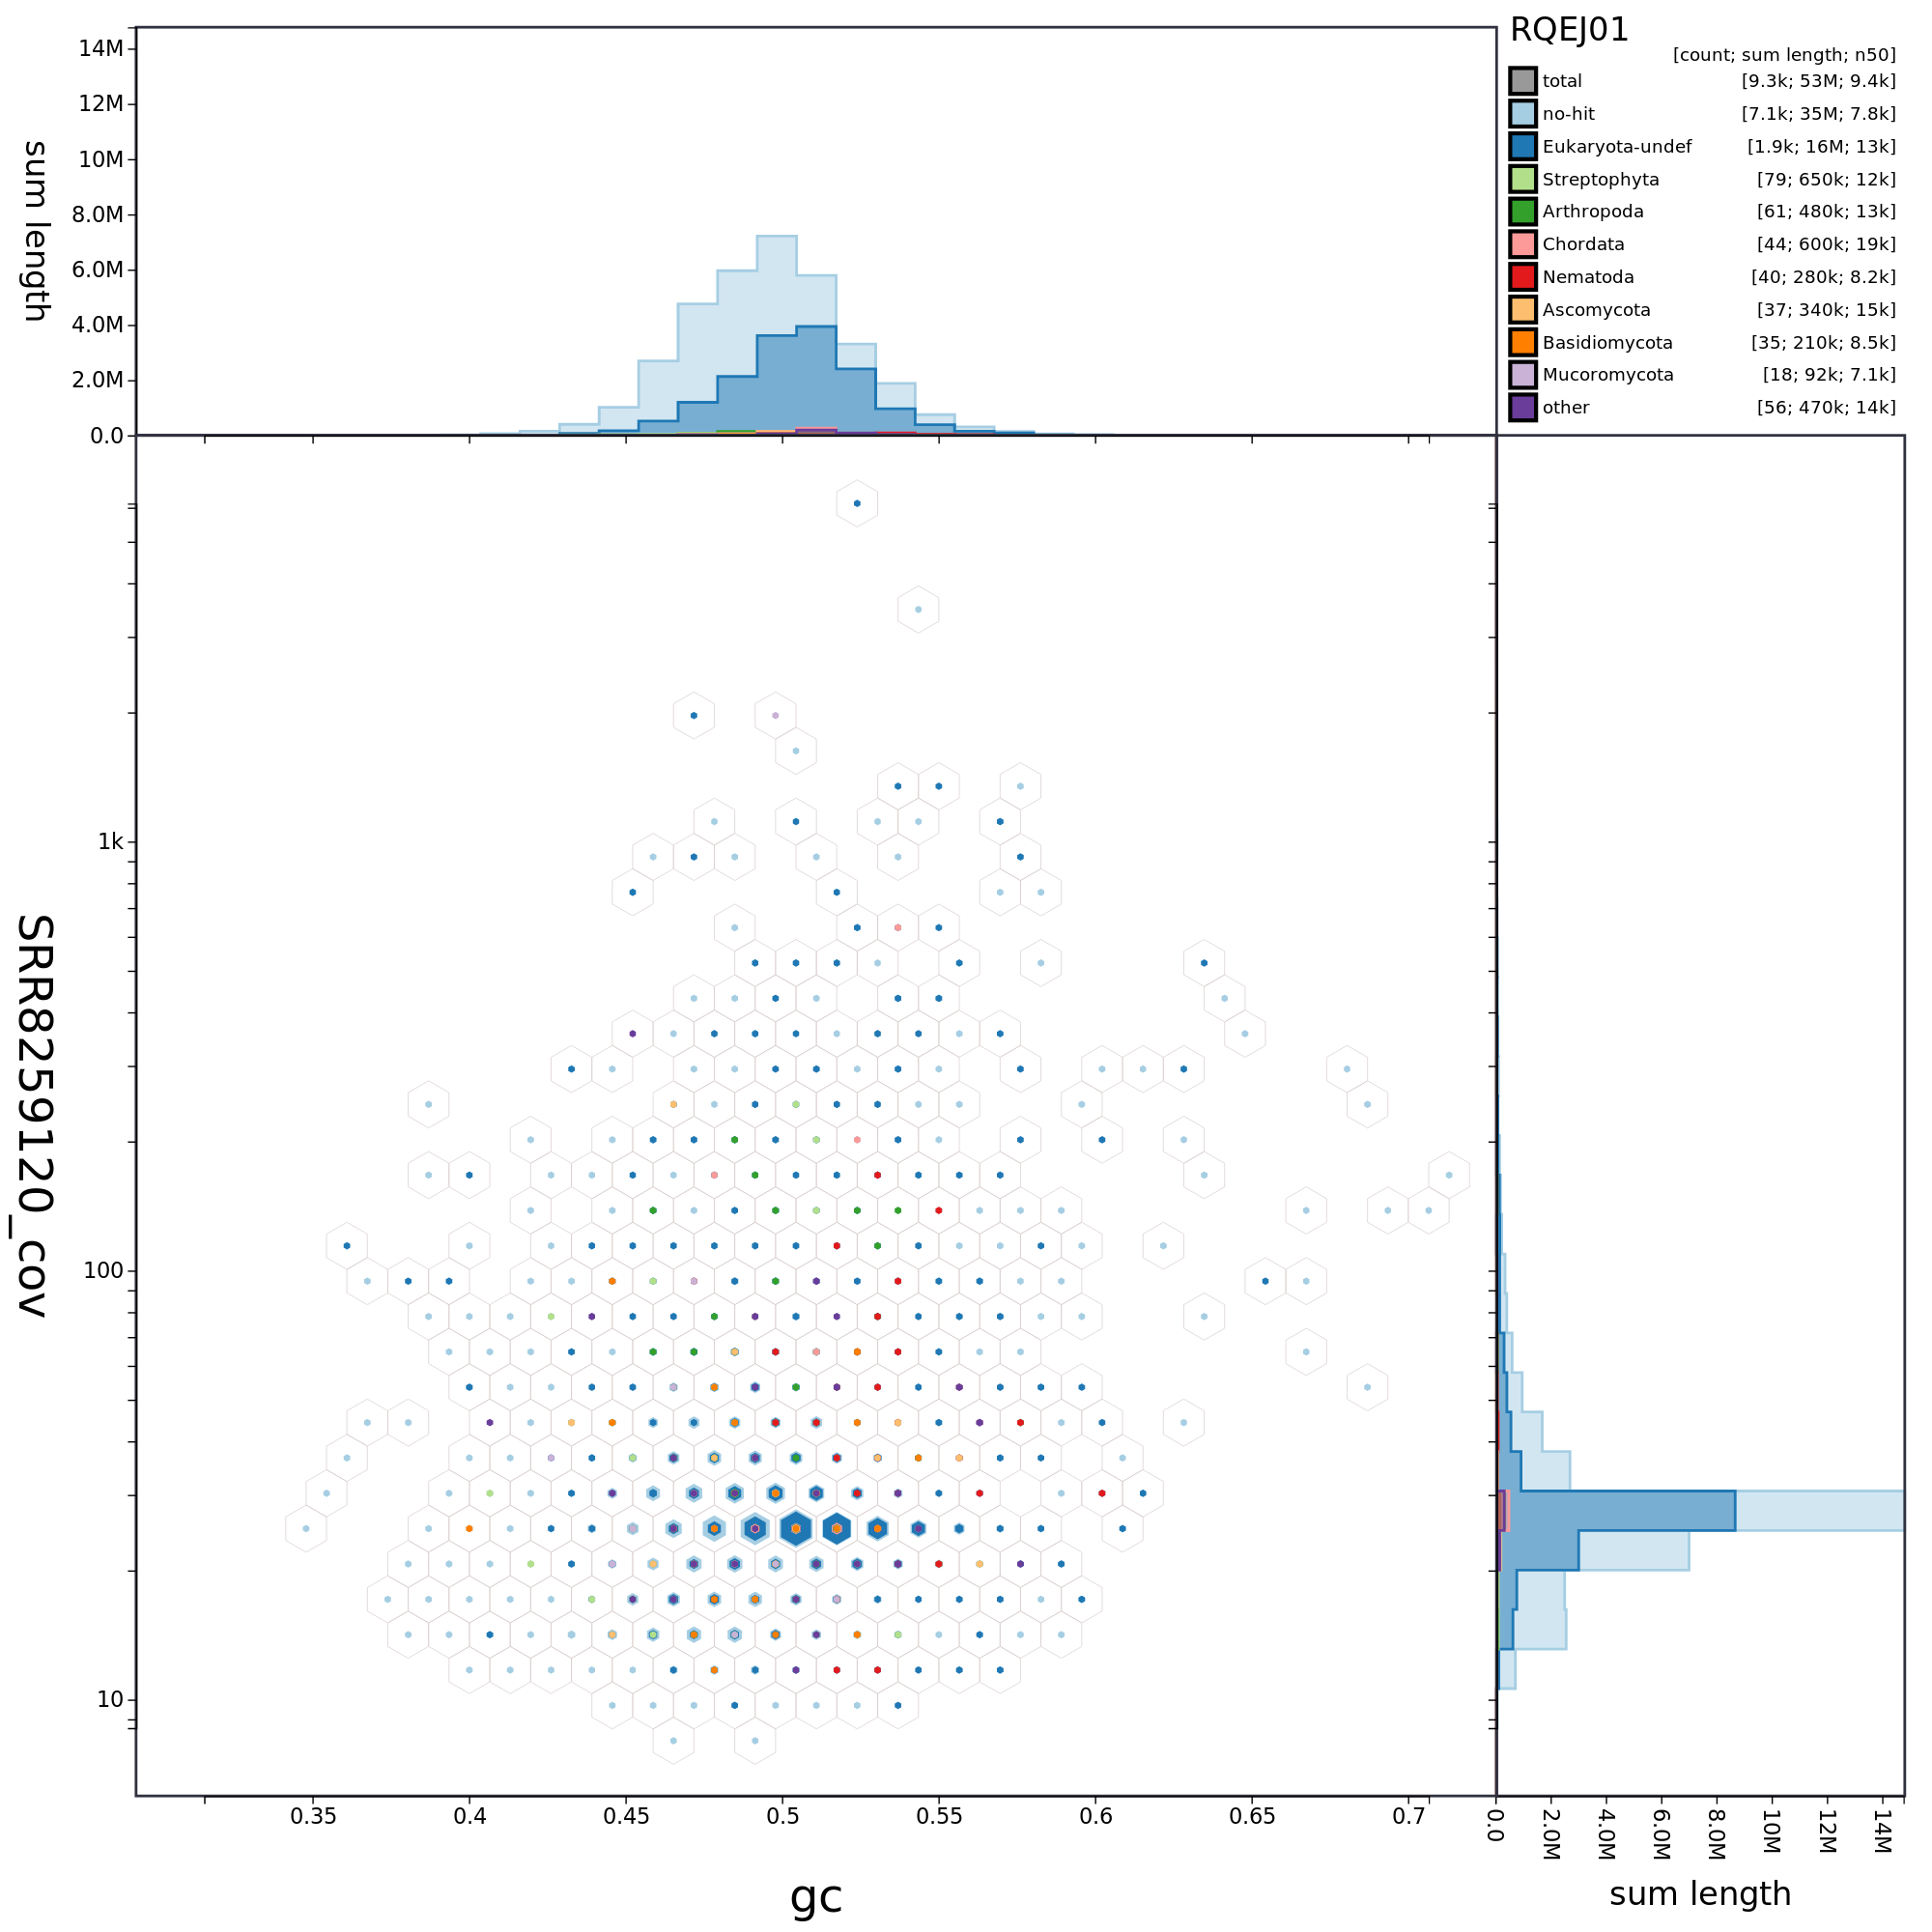 RQEJ01
[count; sum length; n50]
total [9.3k; 53M; 9.4k]
no-hit [7.1k; 35M; 7.8k]
Eukaryota-undef [1.9k; 16M; 13k]
Streptophyta [79; 650k; 12k]
Arthropoda [61; 480k; 13k]
Chordata [44; 600k; 19k]
Nematoda [40; 280k; 8.2k]
Ascomycota [37; 340k; 15k]
Basidiomycota [35; 210k; 8.5k]
Mucoromycota [18; 92k; 7.1k]
other [56; 470k; 14k]
sum length
14M
12M
10M
8.0M
6.0M
4.0M
2.0M
0.0
SRR8259120_cov
1k
100
10
0.35 0.4 0.45 0.5 0.55 0.6 0.65 0.7
gc
0.0 2.0M 4.0M 6.0M 8.0M 10M 12M 14M
sum length